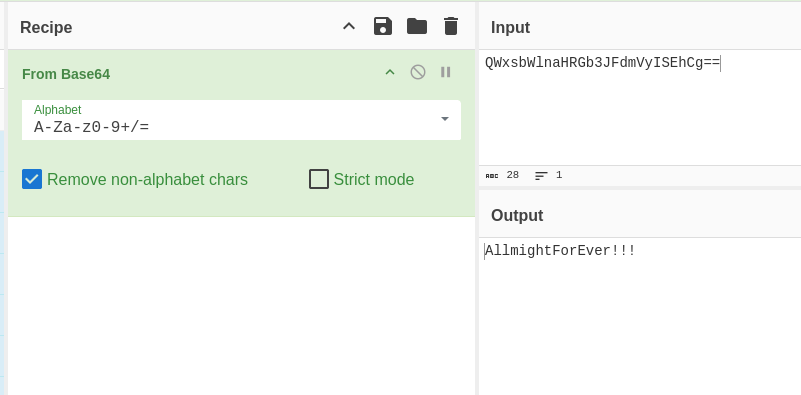 Recipe
From Base64
Alphabet
A-Za-z0-9+/=
Remove non-alphabet chars
Strict mode
Input
QWxsbWlnaHRGb3JFdmVyISEhCg==
ABC 28 1
Output
AllmightForEver!!!